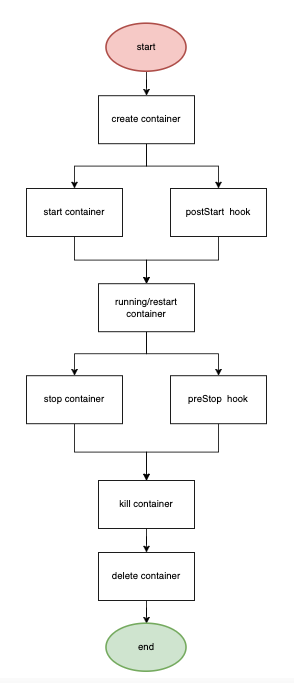 start
create container
start container
postStart  hook
running/restart
container
stop container
preStop  hook
kill container
delete container
end